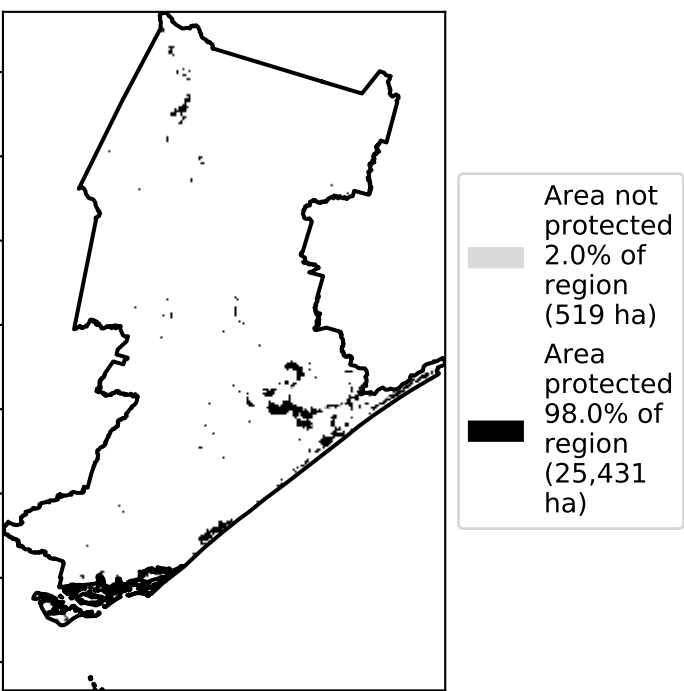 Area not
protected
2.0% of
region
(519 ha)
Area
protected
98.0% of
region
(25,431
ha)